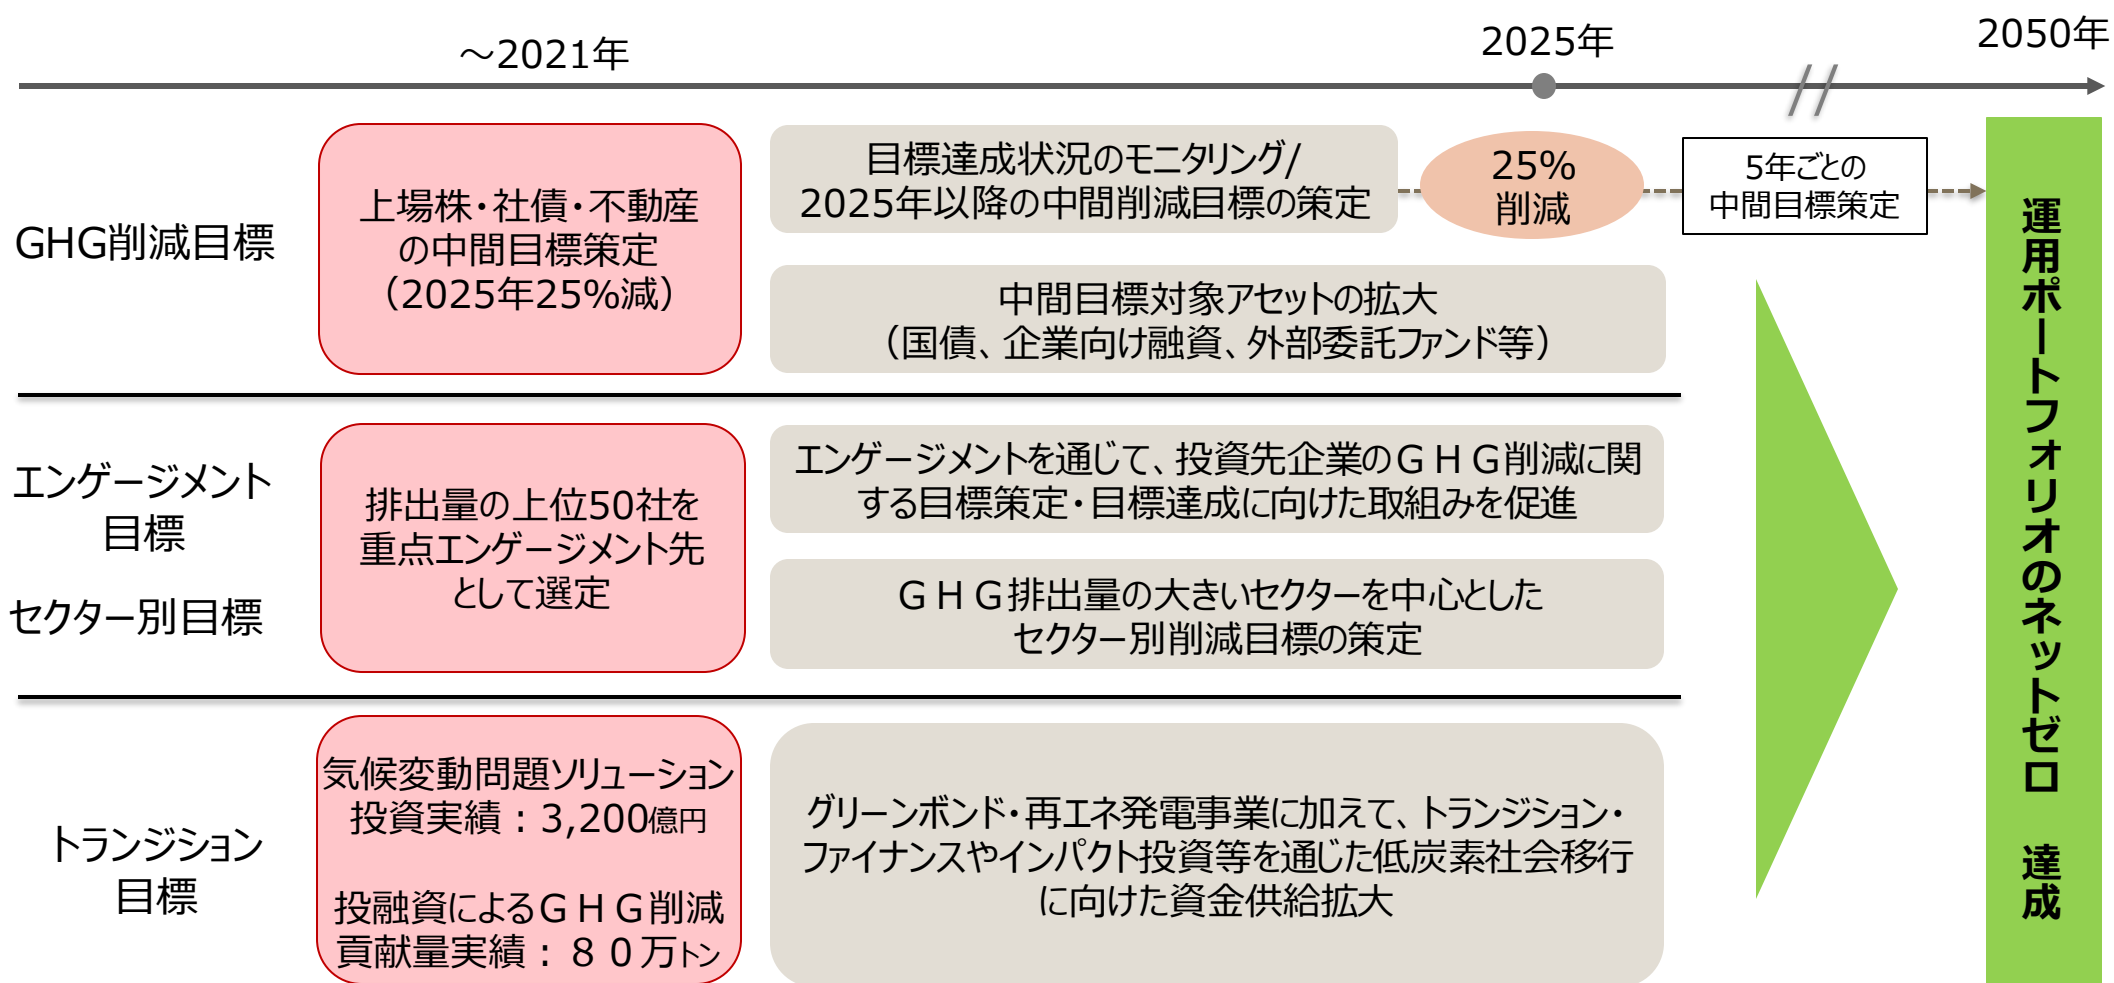 ～2021年
2025年
2050年
GHG削減目標
上場株・社債・不動産
の中間目標策定
（2025年25%減）
目標達成状況のモニタリング/
2025年以降の中間削減目標の策定
25%
削減
5年ごとの
中間目標策定
中間目標対象アセットの拡大
（国債、企業向け融資、外部委託ファンド等）
エンゲージメント
目標
セクター別目標
排出量の上位50社を
重点エンゲージメント先
として選定
エンゲージメントを通じて、投資先企業のＧＨＧ削減に関
する目標策定・目標達成に向けた取組みを促進
ＧＨＧ排出量の大きいセクターを中心とした
セクター別削減目標の策定
トランジション
目標
気候変動問題ソリューション
投資実績：3,200億円
投融資によるＧＨＧ削減
貢献量実績：８０万トン
グリーンボンド・再エネ発電事業に加えて、トランジション・
ファイナンスやインパクト投資等を通じた低炭素社会移行
に向けた資金供給拡大
運用ポートフォリオのネットゼロ　達成